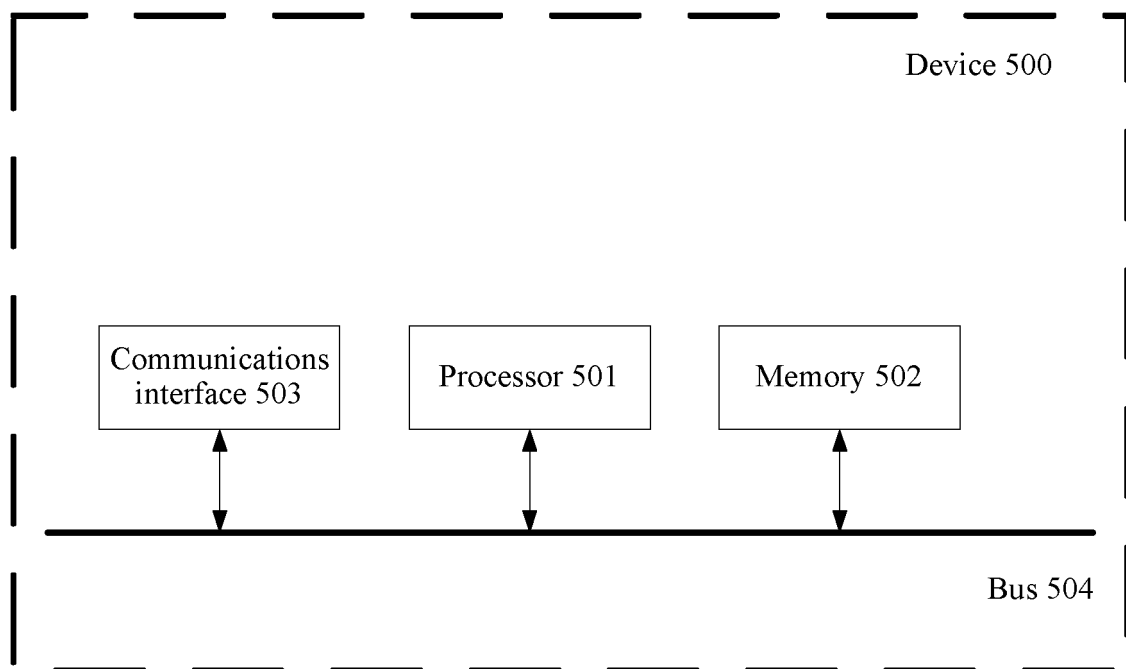 Device 500
Communications
interface 503
Processor 501
Memory 502
Bus 504